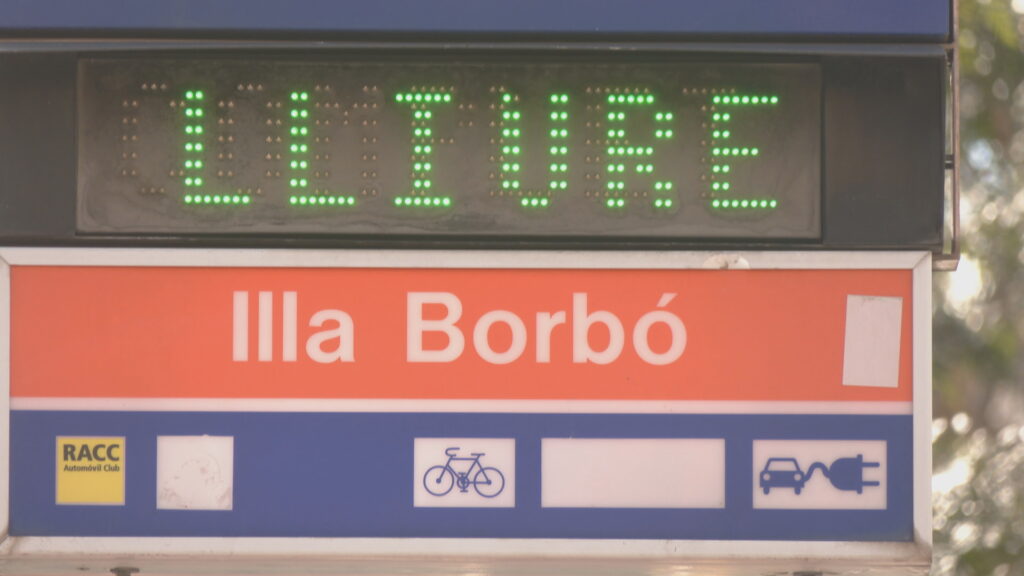 LLIURE
Illa Borbó
RACC
Automóvil Club